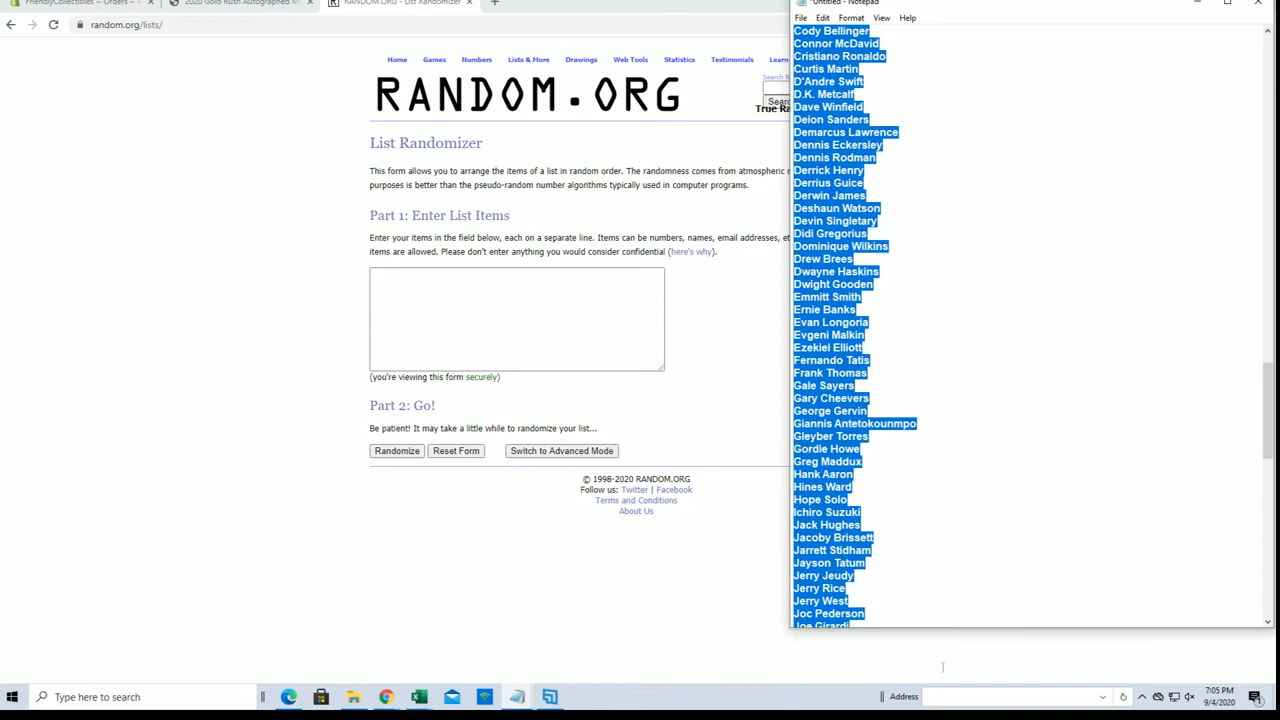 FriendlyCollectibles - Orders -
2020 Gold Rush Autographed M
RANDOM.ORG - List Randomizer
random.org/lists/
Home Games Numbers Lists & More Drawings Web Tools Statistics Testimonials Learn
RANDOM.ORG
List Randomizer
This form allows you to arrange the items of a list in random order. The randomness comes from atmospheric
purposes is better than the pseudo-random number algorithms typically used in computer programs.
Part 1: Enter List Items
Enter your items in the field below, each on a separate line. Items can be numbers, names, email addresses,
items are allowed. Please don't enter anything you would consider confidential (here's why).
(you're viewing this form securely)
Part 2: Go!
Be patient! It may take a little while to randomize your list...
Randomize Reset Form Switch to Advanced Mode
© 1998-2020 RANDOM.ORG
Follow us: Twitter | Facebook
Terms and Conditions
About Us
*Untitled - Notepad
File Edit Format View Help
Cody Bellinger
Connor McDavid
Cristiano Ronaldo
Curtis Martin
D'Andre Swift
D.K. Metcalf
Dave Winfield
Deion Sanders
Demarcus Lawrence
Dennis Eckersley
Dennis Rodman
Derrick Henry
Derrius Guice
Derwin James
Deshaun Watson
Devin Singletary
Didi Gregorius
Dominique Wilkins
Drew Brees
Dwayne Haskins
Dwight Gooden
Emmitt Smith
Ernie Banks
Evan Longoria
Evgeni Malkin
Ezekiel Elliott
Fernando Tatis
Frank Thomas
Gale Sayers
Gary Cheevers
George Gervin
Giannis Antetokounmpo
Gleyber Torres
Gordie Howe
Greg Maddux
Hank Aaron
Hines Ward
Hope Solo
Ichiro Suzuki
Jack Hughes
Jacoby Brissett
Jarrett Stidham
Jayson Tatum
Jerry Jeudy
Jerry Rice
Jerry West
Joc Pederson
Joe Girardi
Type here to search
Address
7:05 PM
9/4/2020